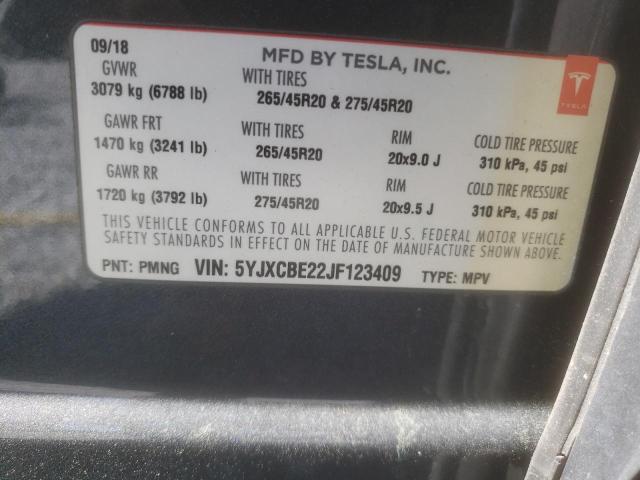 09/18
MFD BY TESLA, INC.
GVWR
WITH TIRES
3079 kg (6788 lb)
265/45R20 & 275/45R20
TESLA
GAWR FRT
WITH TIRES
RIM
COLD TIRE PRESSURE
1470 kg (3241 lb)
265/45R20
20x9.0 J
310 kPa, 45 psi
GAWR RR
WITH TIRES
RIM
COLD TIRE PRESSURE
1720 kg (3792 lb)
275/45R20
20x9.5 J
310 kPa, 45 psi
THIS VEHICLE CONFORMS TO ALL APPLICABLE U.S. FEDERAL MOTOR VEHICLE
SAFETY STANDARDS IN EFFECT ON THE DATE OF MANUFACTURE SHOWN ABOVE.
PNT: PMNG VIN: 5YJXCBE22JF123409 TYPE: MPV